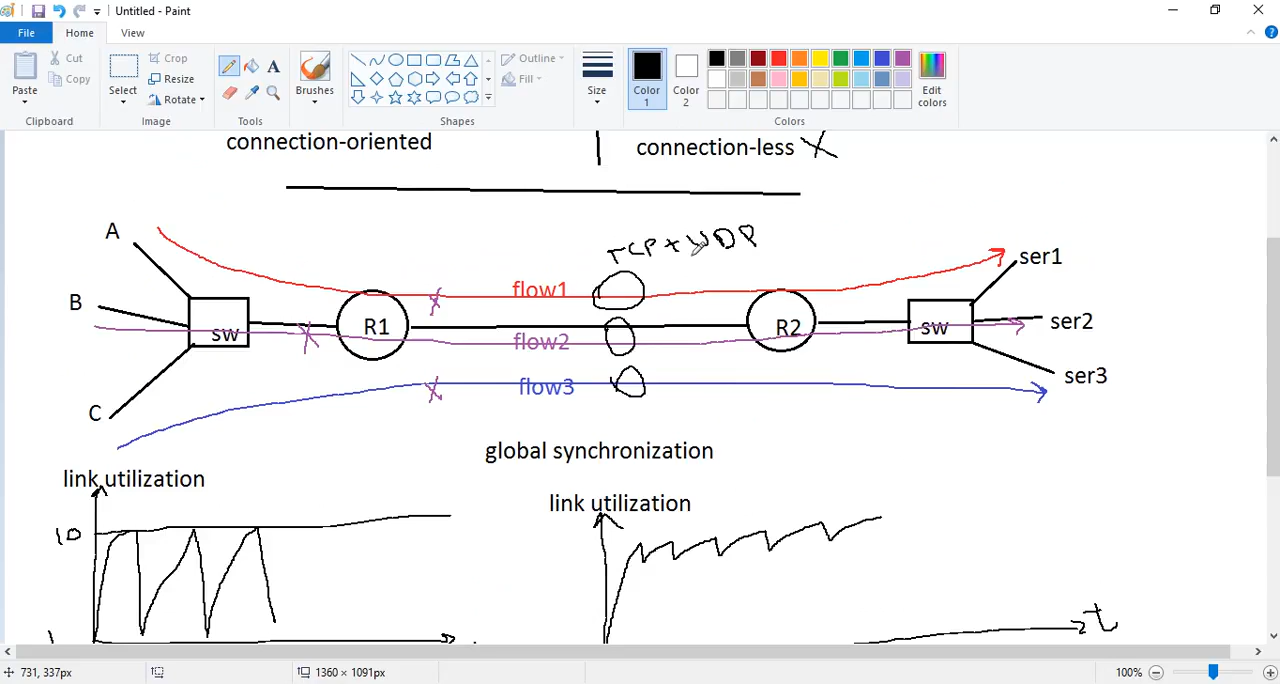 Untitled - Paint
File Home View
Paste
Cut
Copy
Clipboard
Select
Crop
Resize
Rotate
Image
A
Tools
Brushes
Outline
Fill
Shapes
Size
Color 1
Color 2
Edit colors
Colors
connection-oriented
connection-less X
A
B
C
sw
R1
TCP + UDP
flow1
flow2
flow3
R2
sw
ser1
ser2
ser3
global synchronization
link utilization
10
link utilization
t
731, 337px
1360 × 1091px
100%